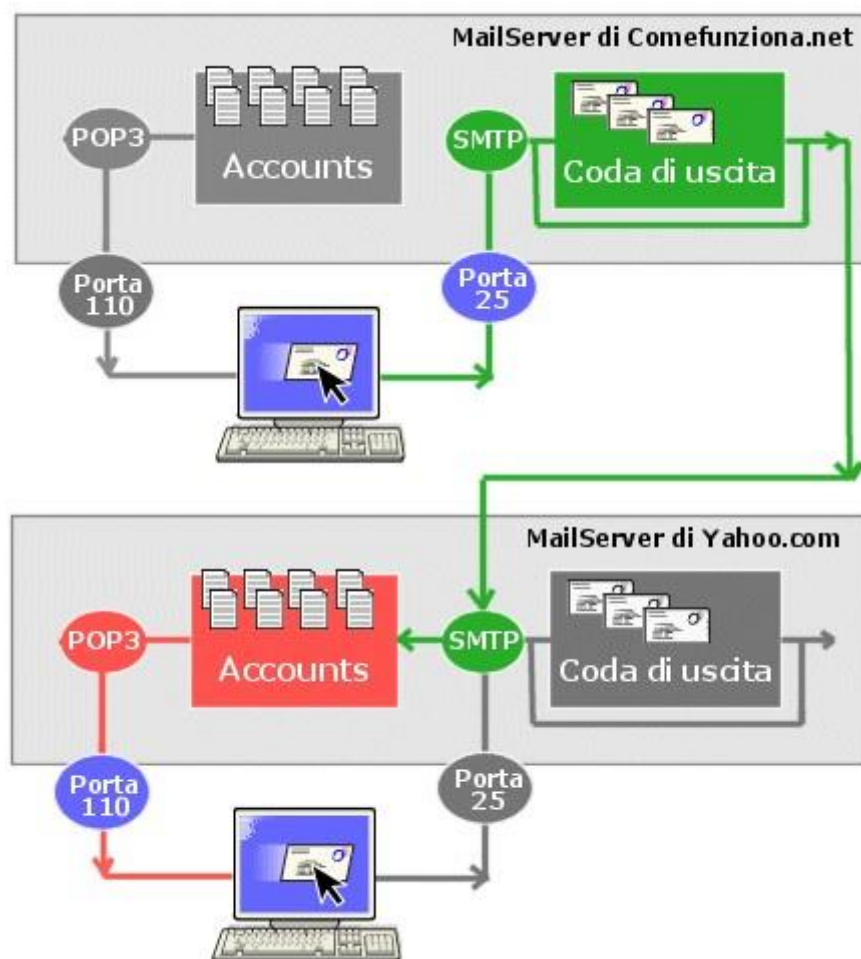 MailServer di Comefunziona.net
POP3
Accounts
SMTP
Coda di uscita
Porta
110
Porta
25
MailServer di Yahoo.com
POP3
Accounts
SMTP
Coda di uscita
Porta
110
Porta
25